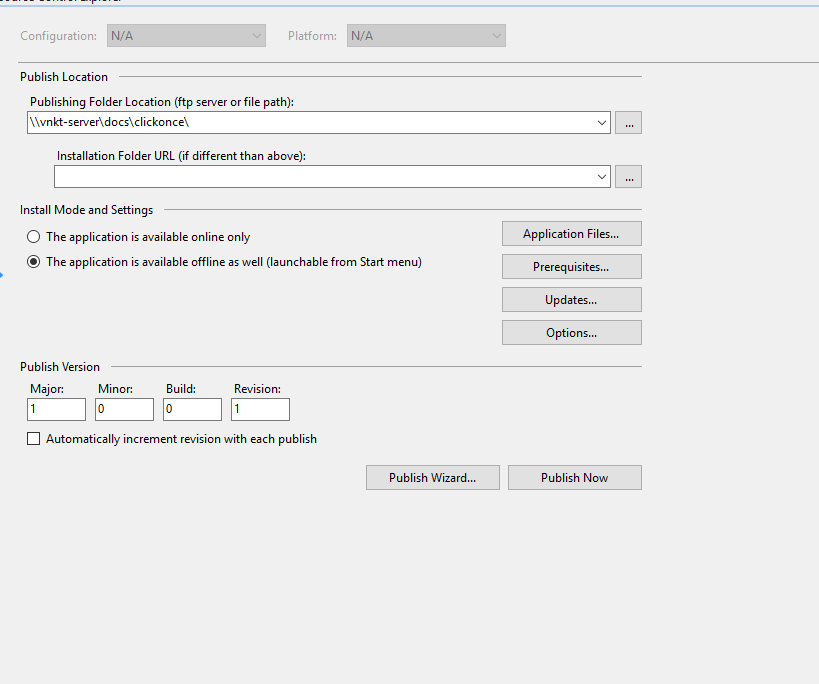 Configuration: N/A Platform: N/A
Publish Location
Publishing Folder Location (ftp server or file path):
\\vnkt-server\docs\clickonce\ ...
Installation Folder URL (if different than above):
...
Install Mode and Settings
The application is available online only
The application is available offline as well (launchable from Start menu)
Application Files...
Prerequisites...
Updates...
Options...
Publish Version
Major: Minor: Build: Revision:
1 0 0 1
Automatically increment revision with each publish
Publish Wizard... Publish Now